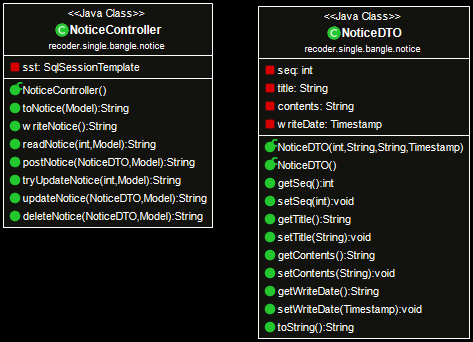 <<Java Class>>
NoticeController
recoder.single.bangle.notice
sst: SqlSessionTemplate
NoticeController()
toNotice(Model):String
writeNotice():String
readNotice(int,Model):String
postNotice(NoticeDTO,Model):String
tryUpdateNotice(int,Model):String
updateNotice(NoticeDTO,Model):String
deleteNotice(NoticeDTO,Model):String
<<Java Class>>
NoticeDTO
recoder.single.bangle.notice
seq: int
title: String
contents: String
writeDate: Timestamp
NoticeDTO(int,String,String,Timestamp)
NoticeDTO()
getSeq():int
setSeq(int):void
getTitle():String
setTitle(String):void
getContents():String
setContents(String):void
getWriteDate():String
setWriteDate(Timestamp):void
toString():String